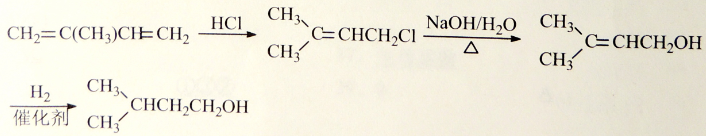 CH₂=C(CH₃)CH=CH₂ —HCl→ CH₃ CH₃ C=CHCH₂Cl —NaOH/H₂O △→ CH₃ CH₃ C=CHCH₂OH
—H₂ 催化剂→ CH₃ CH₃ CHCH₂CH₂OH